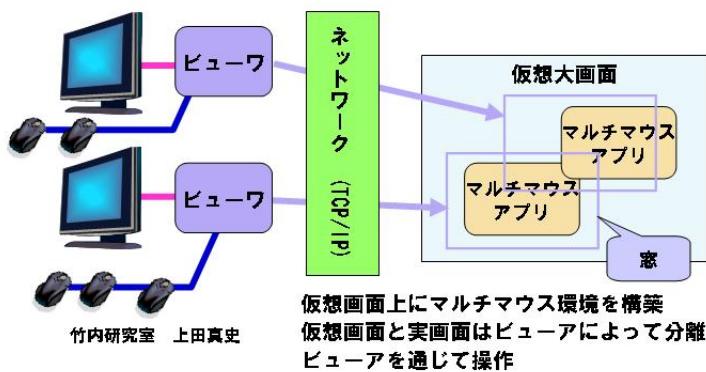 ビューワ
ビューワ
ネットワーク (TCP/IP)
仮想大画面
マルチマウス
アプリ
マルチマウス
アプリ
窓
仮想画面上にマルチマウス環境を構築
仮想画面と実画面はビューアによって分離
ビューアを通じて操作
竹内研究室 上田真史